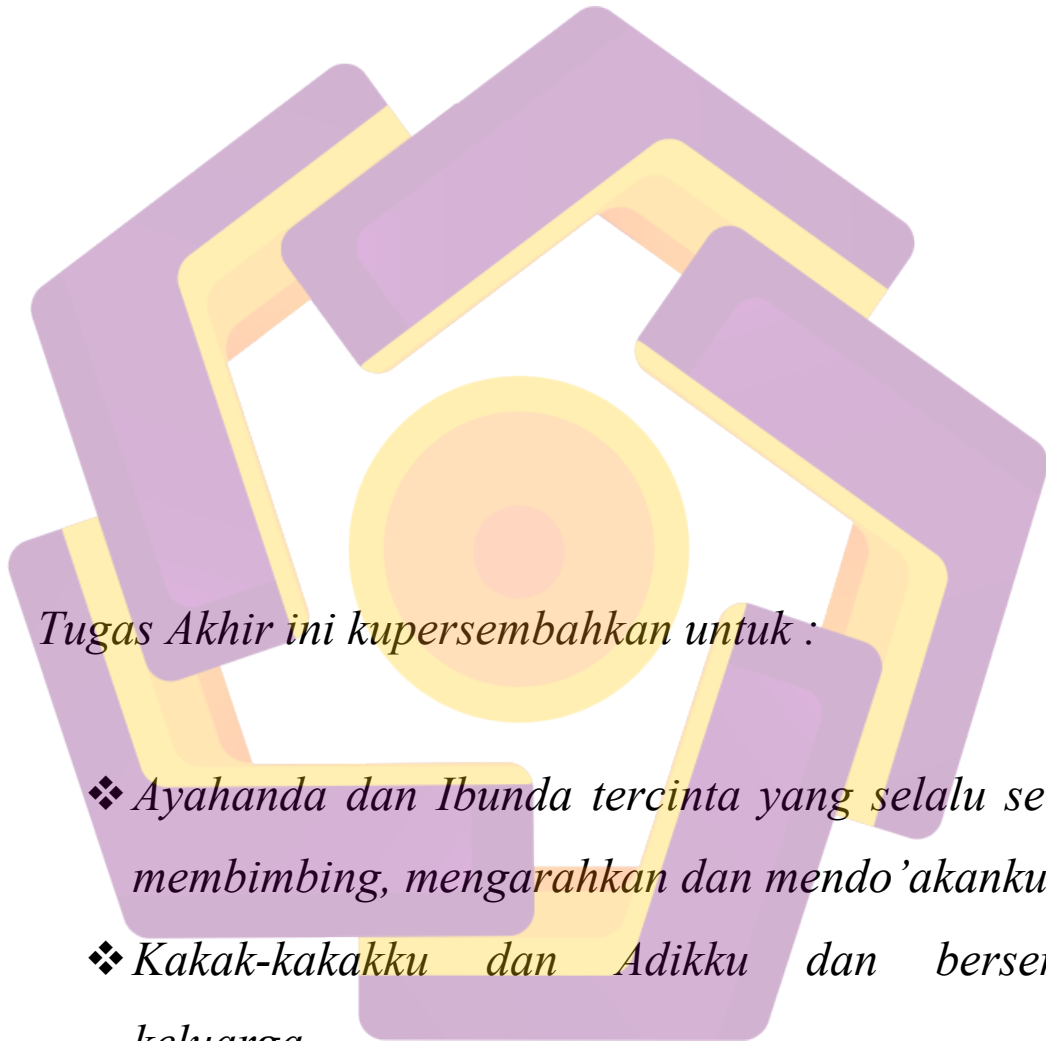 Tugas Akhir ini kupersembahkan untuk :
❖ Ayahanda dan Ibunda tercinta yang selalu
membimbing, mengarahkan dan mendo’akanku
❖ Kakak-kakakku dan Adikku dan
keluarga